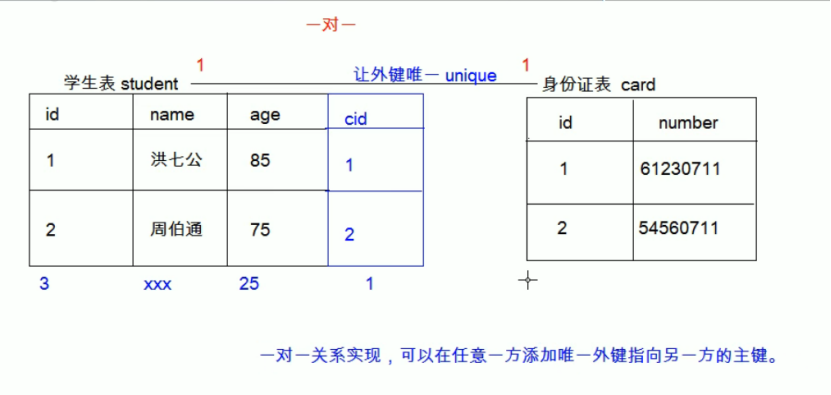 一对一
1 让外键唯一 unique 1
学生表 student 身份证表 card
id name age cid id number
1 洪七公 85 1 1 61230711
2 周伯通 75 2 2 54560711
3 xxx 25 1
一对一关系实现，可以在任意一方添加唯一外键指向另一方的主键。